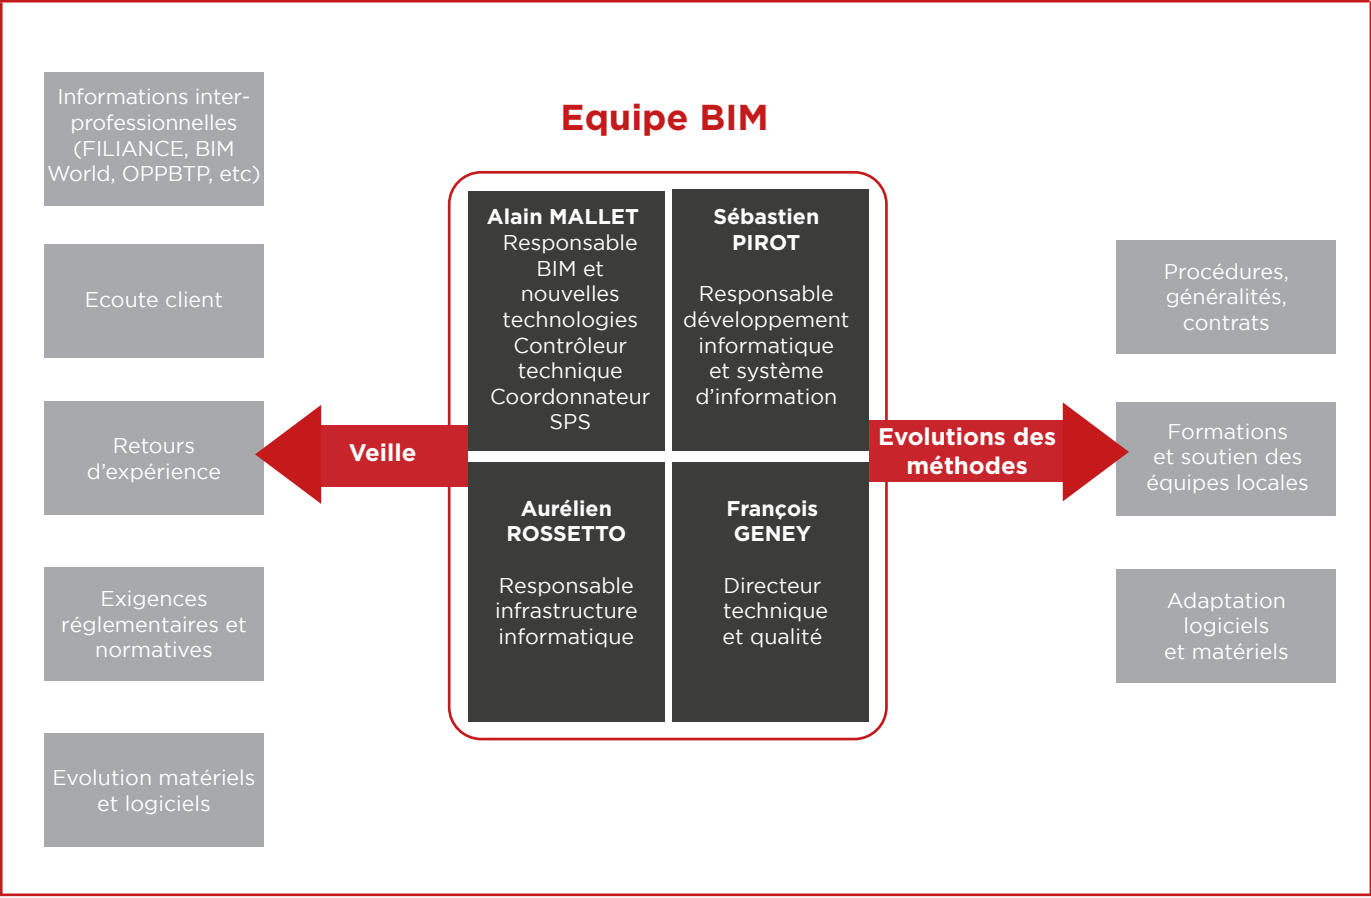 Equipe BIM
Informations inter-
professionnelles
(FILIANCE, BIM
World, OPPBTP, etc)
Ecoute client
Retours
d'expérience
Exigences
réglementaires et
normatives
Evolution matériels
et logiciels
Veille
Alain MALLET
Responsable
BIM et
nouvelles
technologies
Contrôleur
technique
Coordonnateur
SPS
Sébastien
PIROT
Responsable
développement
informatique
et système
d'information
Aurélien
ROSSETTO
Responsable
infrastructure
informatique
François
GENEY
Directeur
technique
et qualité
Evolutions des
méthodes
Procédures,
généralités,
contrats
Formations
et soutien des
équipes locales
Adaptation
logiciels
et matériels